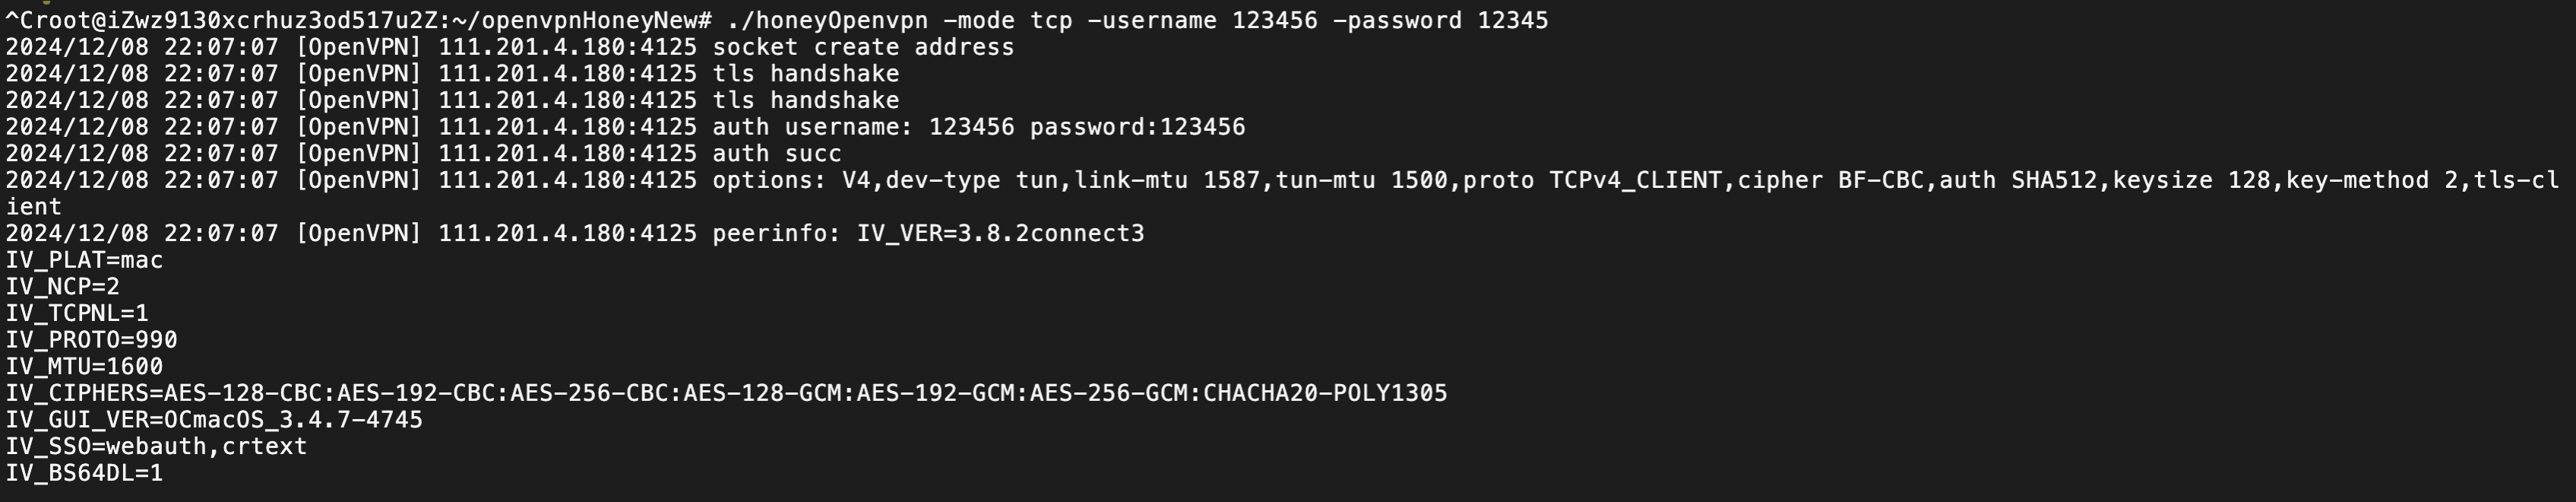 ^Croot@iZwz9130xcrhuz3od517u2Z:~/openvpnHoneyNew# ./honeyOpenvpn -mode tcp -username 123456 -password 12345
2024/12/08 22:07:07 [OpenVPN] 111.201.4.180:4125 socket create address
2024/12/08 22:07:07 [OpenVPN] 111.201.4.180:4125 tls handshake
2024/12/08 22:07:07 [OpenVPN] 111.201.4.180:4125 tls handshake
2024/12/08 22:07:07 [OpenVPN] 111.201.4.180:4125 auth username: 123456 password:123456
2024/12/08 22:07:07 [OpenVPN] 111.201.4.180:4125 auth succ
2024/12/08 22:07:07 [OpenVPN] 111.201.4.180:4125 options: V4,dev-type tun,link-mtu 1587,tun-mtu 1500,proto TCPv4_CLIENT,cipher BF-CBC,auth SHA512,keysize 128,key-method 2,tls-cl
ient
2024/12/08 22:07:07 [OpenVPN] 111.201.4.180:4125 peerinfo: IV_VER=3.8.2connect3
IV_PLAT=mac
IV_NCP=2
IV_TCPNL=1
IV_PROTO=990
IV_MTU=1600
IV_CIPHERS=AES-128-CBC:AES-192-CBC:AES-256-CBC:AES-128-GCM:AES-192-GCM:AES-256-GCM:CHACHA20-POLY1305
IV_GUI_VER=OCmacOS_3.4.7-4745
IV_SSO=webauth,crtext
IV_BS64DL=1